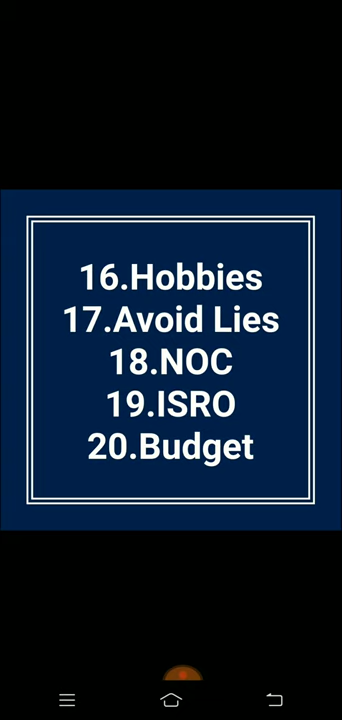 16.Hobbies
17.Avoid Lies
18.NOC
19.ISRO
20.Budget